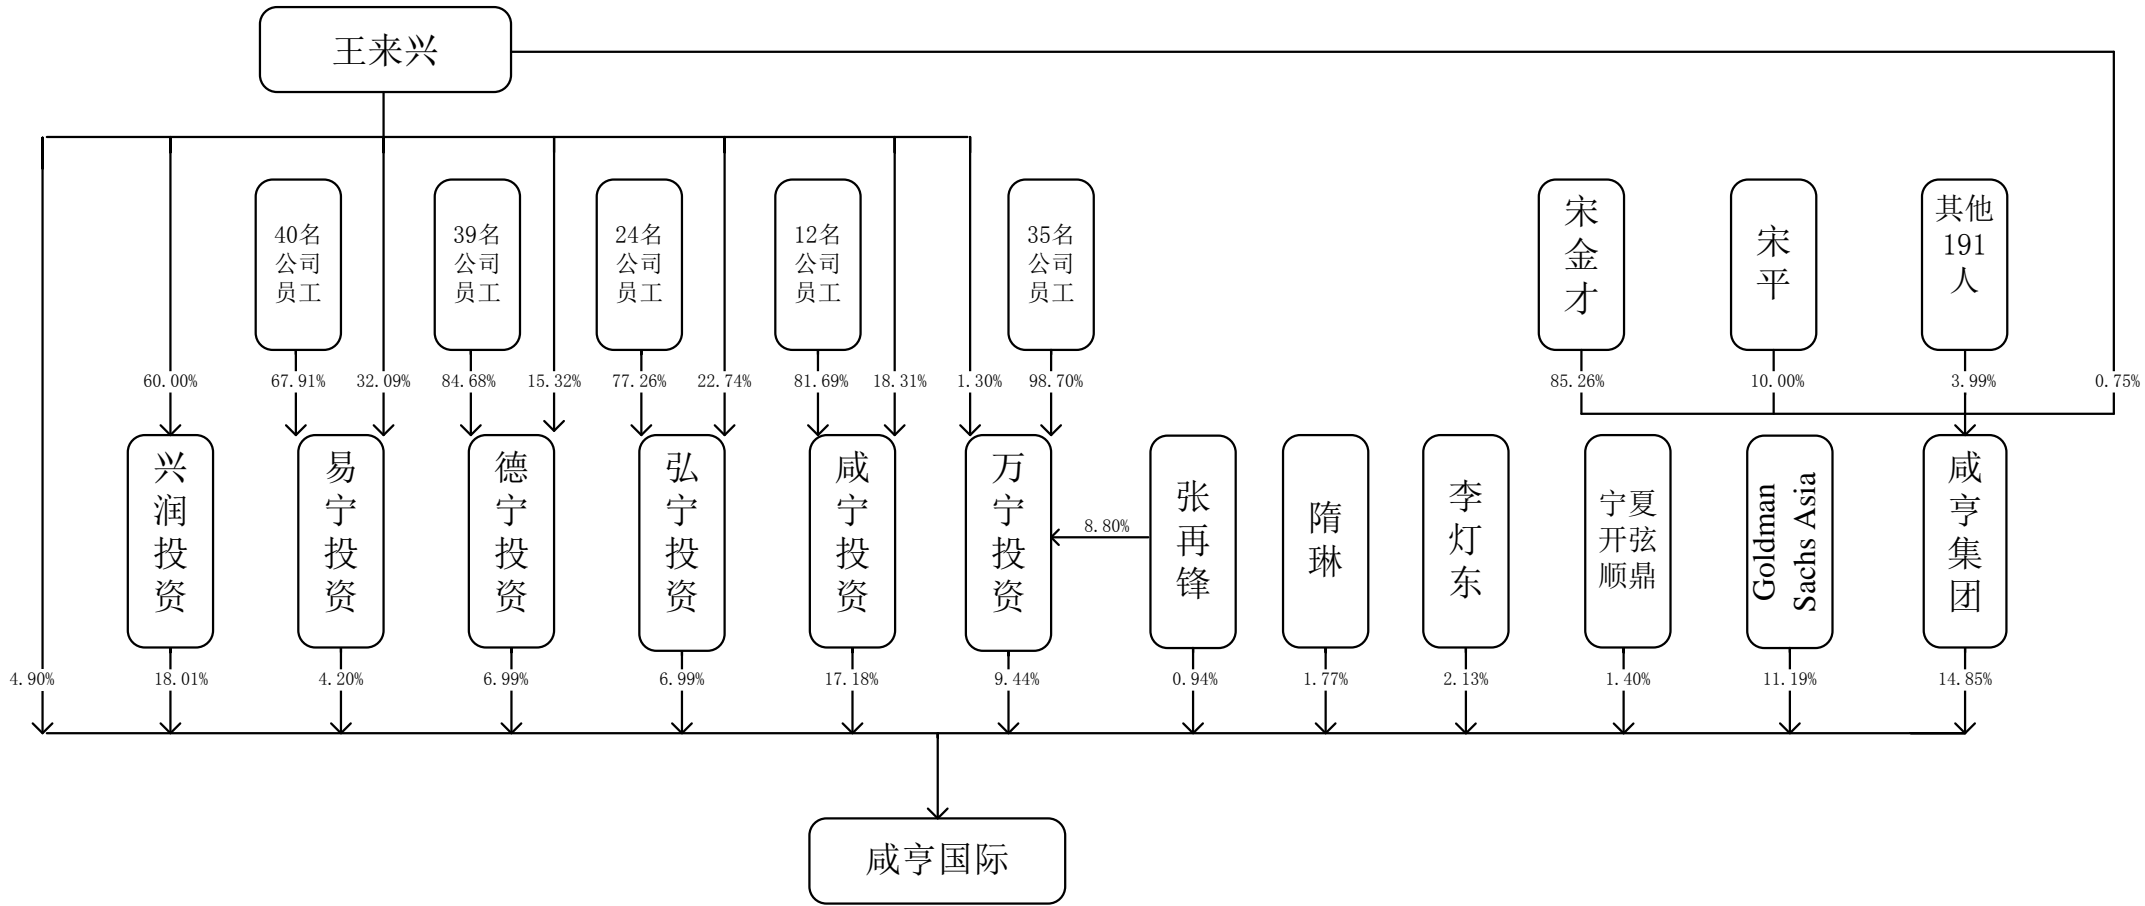 王来兴
40名
公司
员工
39名
公司
员工
24名
公司
员工
12名
公司
员工
35名
公司
员工
宋
金
才
宋
平
其他
191
人
60.00%
67.91%
32.09%
84.68%
15.32%
77.26%
22.74%
81.69%
18.31%
1.30%
98.70%
85.26%
10.00%
3.99%
0.75%
兴
润
投
资
易
宁
投
资
德
宁
投
资
弘
宁
投
资
咸
宁
投
资
万
宁
投
资
8.80%
张
再
锋
隋
琳
李
灯
东
宁夏
开弦
顺鼎
Goldman
Sachs Asia
咸
亨
集
团
4.90%
18.01%
4.20%
6.99%
6.99%
17.18%
9.44%
0.94%
1.77%
2.13%
1.40%
11.19%
14.85%
咸亨国际